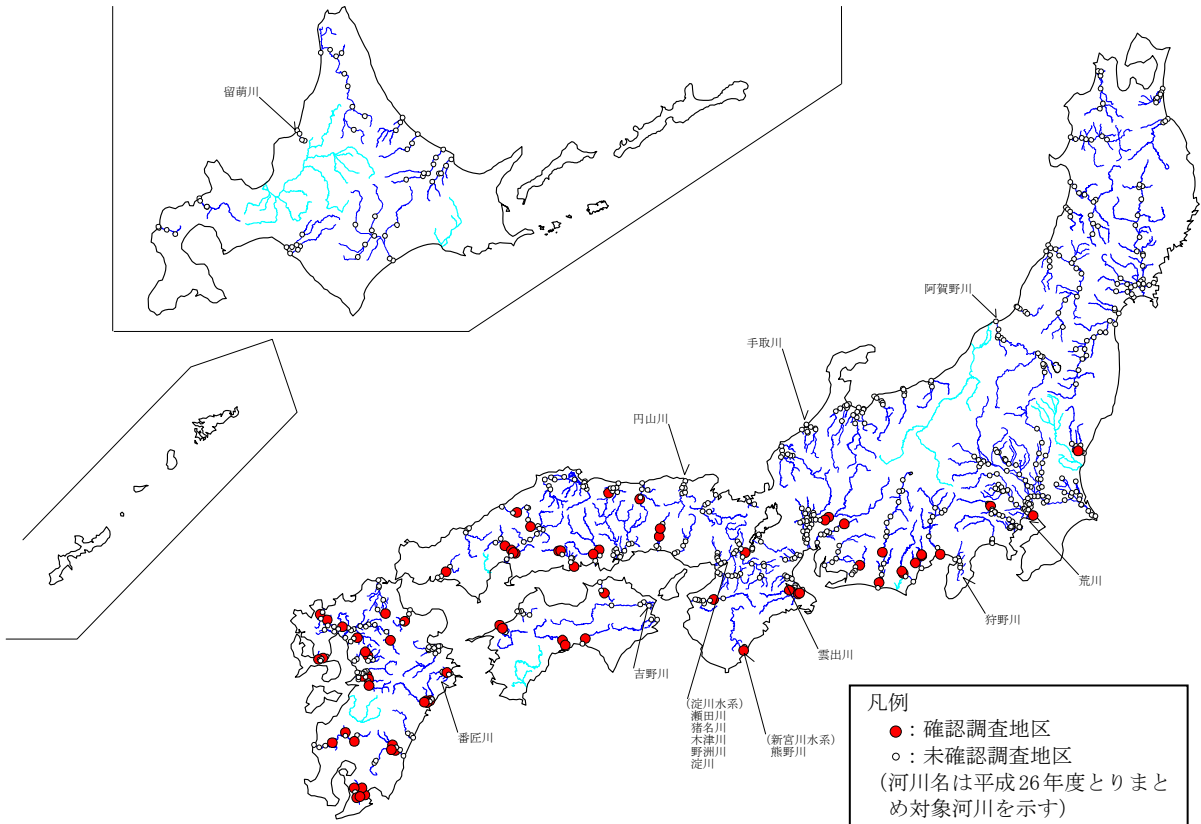 留萌川
阿賀野川
手取川
円山川
荒川
狩野川
雲出川
吉野川
(淀川水系)
瀬田川
猪名川
木津川
野洲川
淀川
(新宮川水系)
熊野川
番匠川
凡例
：確認調査地区
：未確認調査地区
(河川名は平成26年度とりまと
め対象河川を示す)